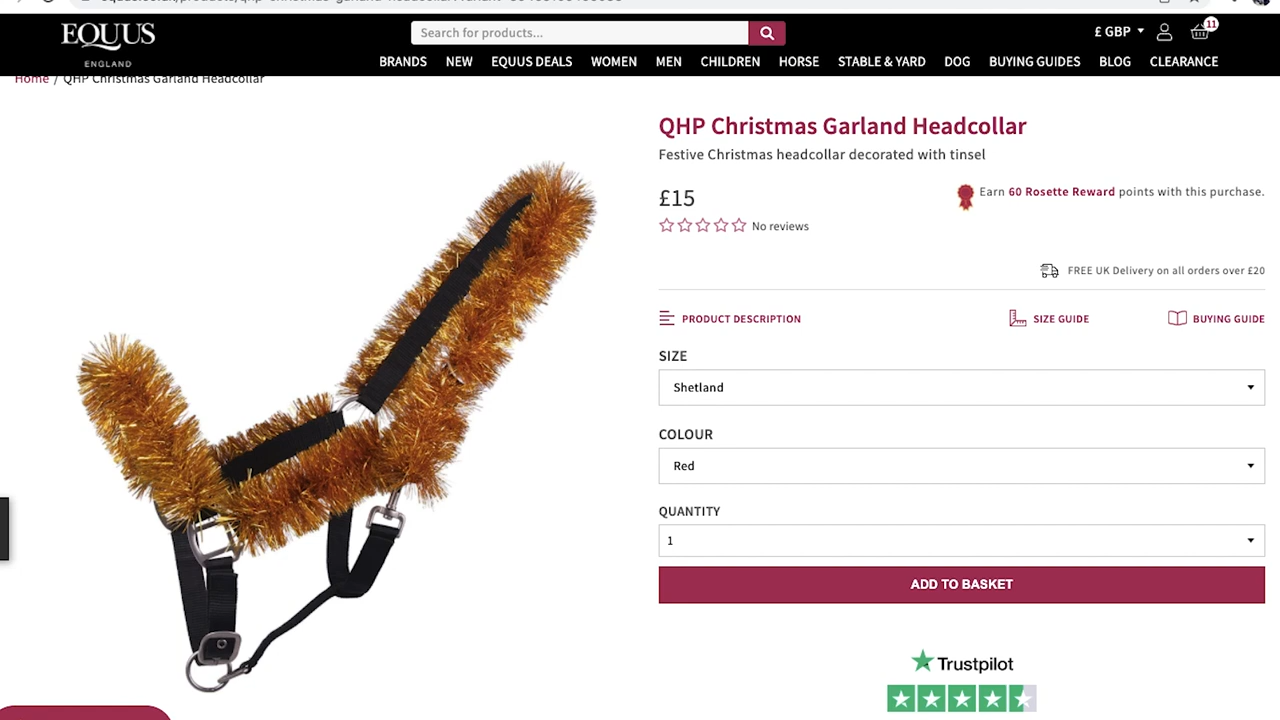 EQUUS
ENGLAND
Search for products...
£ GBP
11
BRANDS NEW EQUUS DEALS WOMEN MEN CHILDREN HORSE STABLE & YARD DOG BUYING GUIDES BLOG CLEARANCE
Home / QHP Christmas Garland Headcollar
QHP Christmas Garland Headcollar
Festive Christmas headcollar decorated with tinsel
£15
Earn 60 Rosette Reward points with this purchase.
No reviews
FREE UK Delivery on all orders over £20
PRODUCT DESCRIPTION SIZE GUIDE BUYING GUIDE
SIZE
Shetland
COLOUR
Red
QUANTITY
1
ADD TO BASKET
Trustpilot